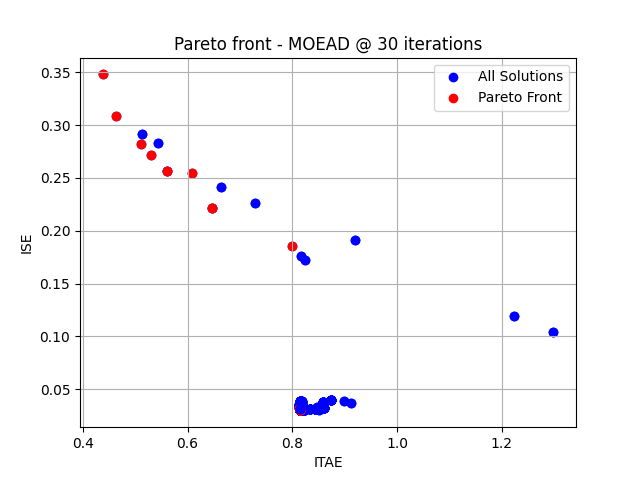 Pareto front - MOEAD @ 30 iterations
All Solutions
Pareto Front
0.35
0.30
0.25
0.20
0.15
0.10
0.05
ISE
0.4 0.6 0.8 1.0 1.2
ITAE